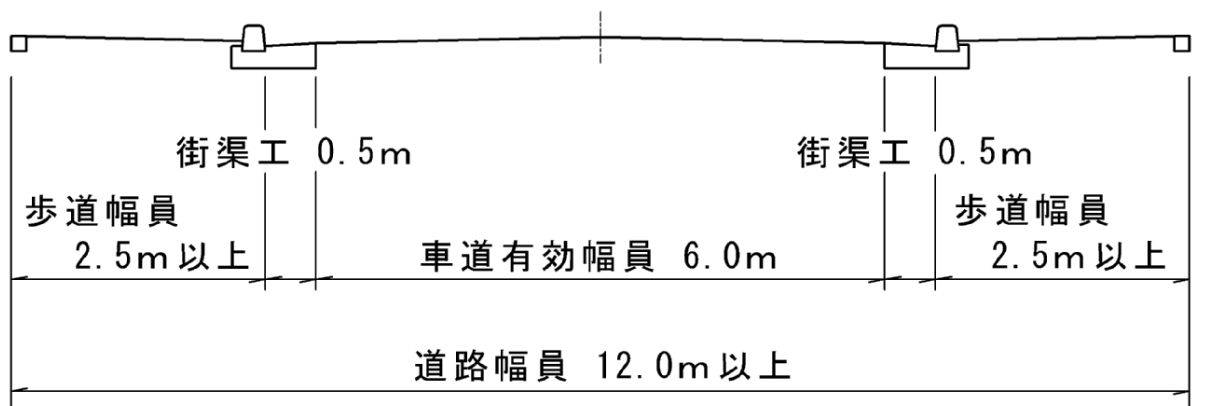 街渠工 0.5m
街渠工 0.5m
歩道幅員
2.5m以上
車道有効幅員 6.0m
歩道幅員
2.5m以上
道路幅員 12.0m以上